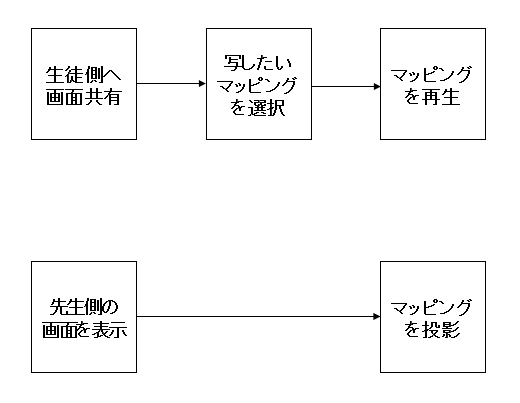 生徒側へ
画面共有
写したい
マッピング
を選択
マッピング
を再生
先生側の
画面を表示
マッピング
を投影